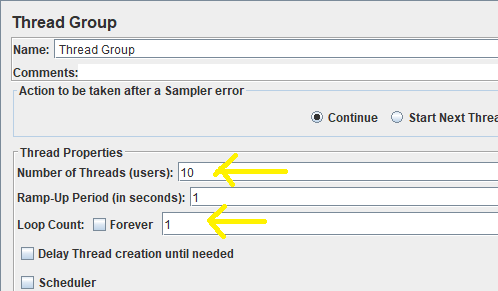 Thread Group
Name: Thread Group
Comments:
Action to be taken after a Sampler error
Continue Start Next
Thread Properties
Number of Threads (users): 10
Ramp-Up Period (in seconds): 1
Loop Count: Forever 1
Delay Thread creation until needed
Scheduler